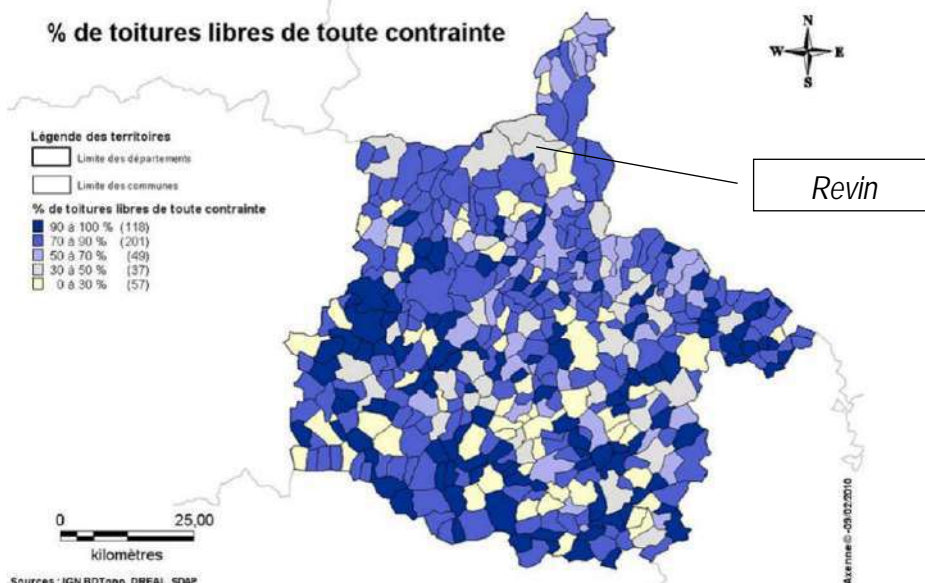 % de toitures libres de toute contrainte
N
W E
S
Légende des territoires
Limite des départements
Limite des communes
% de toitures libres de toute contrainte
90 à 100 % (118)
70 à 90 % (201)
50 à 70 % (49)
30 à 50 % (37)
0 à 30 % (57)
Revin
0 25,00
kilomètres
Axenne©-09/02/2010
Sources : IGN BDTopo, DREAL, SDAP